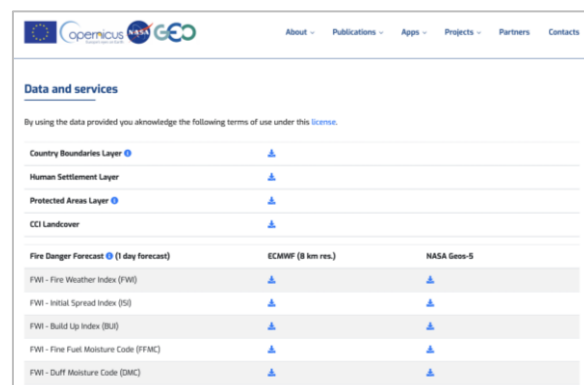 opernicus NASA GEO
About Publications Apps Projects Partners Contacts
Data and services
By using the data provided you aknowledge the following terms of use under this license.
Country Boundaries Layer
Human Settlement Layer
Protected Areas Layer
CCI Landcover
Fire Danger Forecast (1 day forecast) ECMWF (8 km res.) NASA Geos-5
FWI - Fire Weather Index (FWI)
FWI - Initial Spread Index (ISI)
FWI - Build Up Index (BUI)
FWI - Fine Fuel Moisture Code (FFMC)
FWI - Duff Moisture Code (DMC)